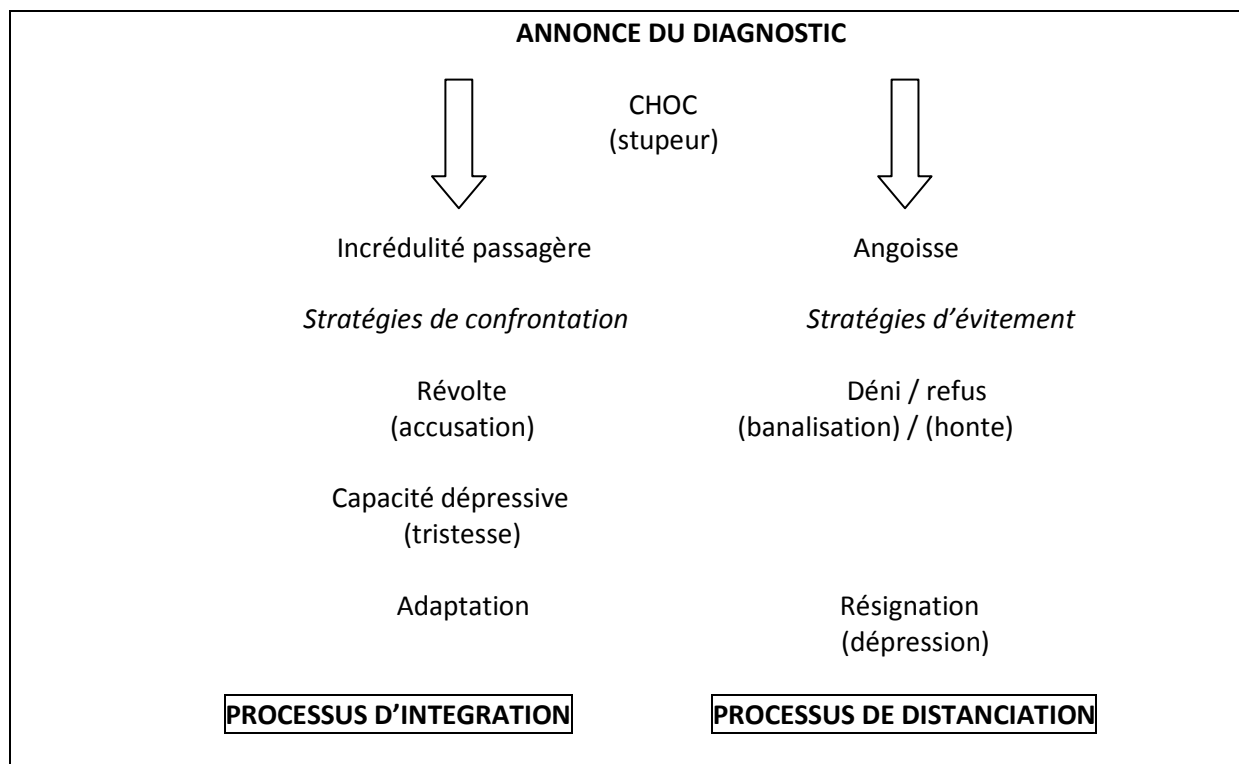 ANNONCE DU DIAGNOSTIC
CHOC
(stupeur)
Incrédulité passagère
Angoisse
Stratégies de confrontation
Stratégies d’évitement
Révolte
(accusation)
Déni / refus
(banalisation) / (honte)
Capacité dépressive
(tristesse)
Adaptation
Résignation
(dépression)
PROCESSUS D’INTEGRATION
PROCESSUS DE DISTANCIATION